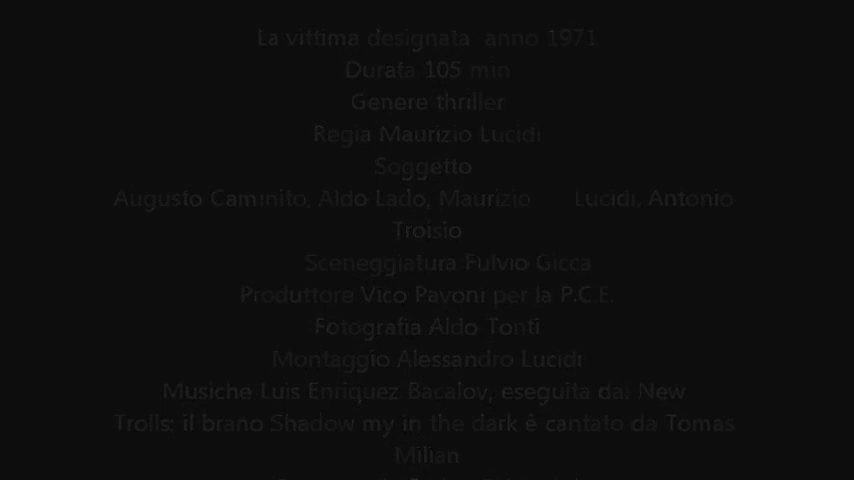 La vittima designata anno 1971
Durata 105 min
Genere thriller
Regia Maurizio Lucidi
Soggetto
Augusto Caminito, Aldo Lado, Maurizio Lucidi, Antonio
Troisio
Sceneggiatura Fulvio Gicca
Produttore Vico Pavoni per la P.C.E.
Fotografia Aldo Tonti
Montaggio Alessandro Lucidi
Musiche Luis Enriquez Bacalov, eseguita dai New
Trolls: il brano Shadow my in the dark è cantato da Tomas
Milian